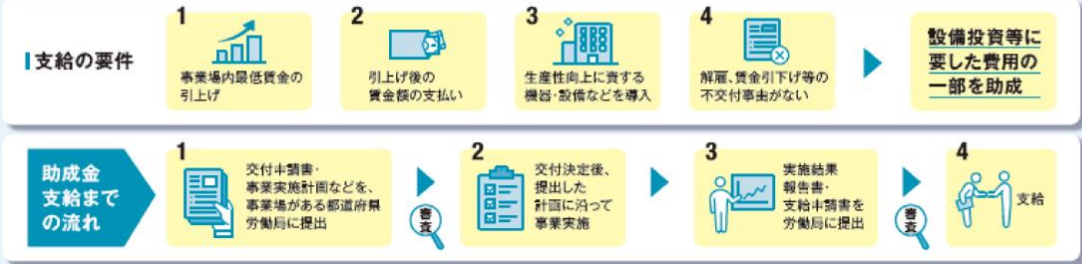 支給の要件
1
事業場内最低賃金の
引上げ
2
引上げ後の
賃金額の支払い
3
生産性向上に資する
機器・設備などを導入
4
解雇、賃金引下げ等の
不交付事由がない
設備投資等に
要した費用の
一部を助成
助成金
支給まで
の流れ
1
交付申請書・
事業実施計画などを、
事業場がある都道府県
労働局に提出
審査
2
交付決定後、
提出した
計画に沿って
事業実施
3
実施結果
報告書・
支給申請書を
労働局に提出
審査
4
支給